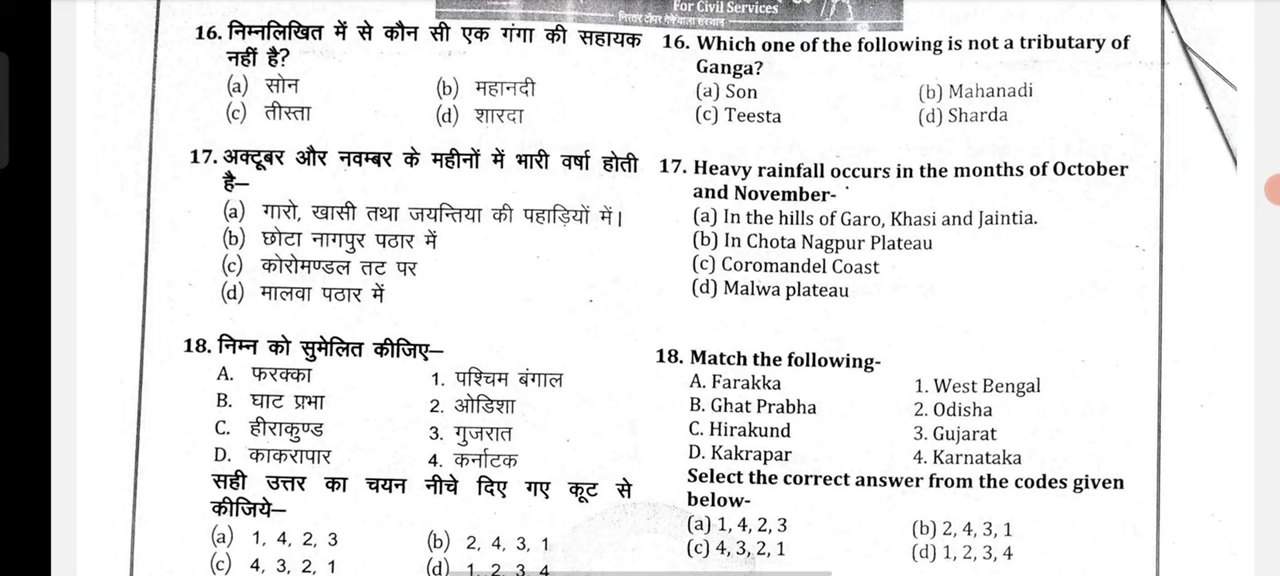 For Civil Services
निरंतर टॉपर देने वाला संस्थान
16. निम्नलिखित में से कौन सी एक गंगा की सहायक
नहीं है?
(a) सोन (b) महानदी
(c) तीस्ता (d) शारदा
17. अक्टूबर और नवम्बर के महीनों में भारी वर्षा होती
है–
(a) गारो, खासी तथा जयन्तिया की पहाड़ियों में।
(b) छोटा नागपुर पठार में
(c) कोरोमण्डल तट पर
(d) मालवा पठार में
18. निम्न को सुमेलित कीजिए–
A. फरक्का 1. पश्चिम बंगाल
B. घाट प्रभा 2. ओडिशा
C. हीराकुण्ड 3. गुजरात
D. काकरापार 4. कर्नाटक
सही उत्तर का चयन नीचे दिए गए कूट से
कीजिये–
(a) 1, 4, 2, 3 (b) 2, 4, 3, 1
(c) 4, 3, 2, 1 (d) 1, 2, 3, 4
16. Which one of the following is not a tributary of
Ganga?
(a) Son (b) Mahanadi
(c) Teesta (d) Sharda
17. Heavy rainfall occurs in the months of October
and November-
(a) In the hills of Garo, Khasi and Jaintia.
(b) In Chota Nagpur Plateau
(c) Coromandel Coast
(d) Malwa plateau
18. Match the following-
A. Farakka 1. West Bengal
B. Ghat Prabha 2. Odisha
C. Hirakund 3. Gujarat
D. Kakrapar 4. Karnataka
Select the correct answer from the codes given
below-
(a) 1, 4, 2, 3 (b) 2, 4, 3, 1
(c) 4, 3, 2, 1 (d) 1, 2, 3, 4